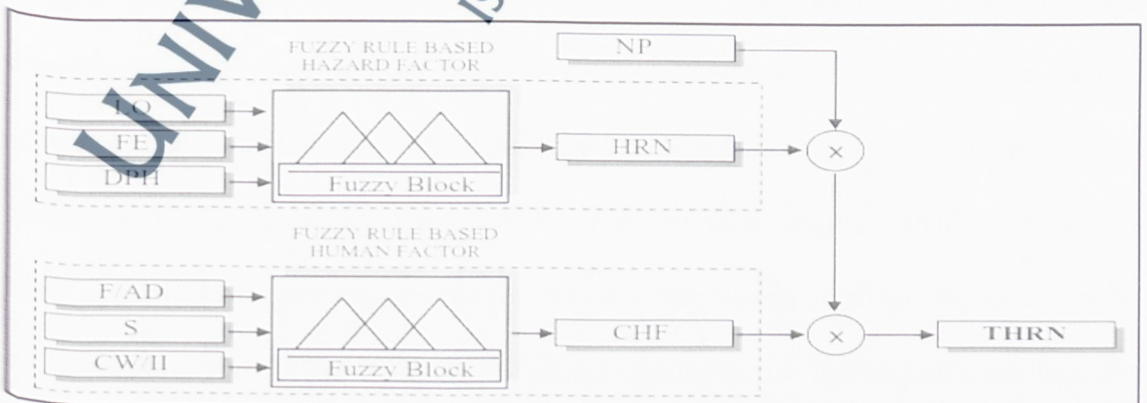 UNIV
NP
FUZZY RULE BASED
HAZARD FACTOR
LO
FE
DPH
Fuzzy Block
HRN
FUZZY RULE BASED
HUMAN FACTOR
F/AD
S
CW/H
Fuzzy Block
CHF
THRN